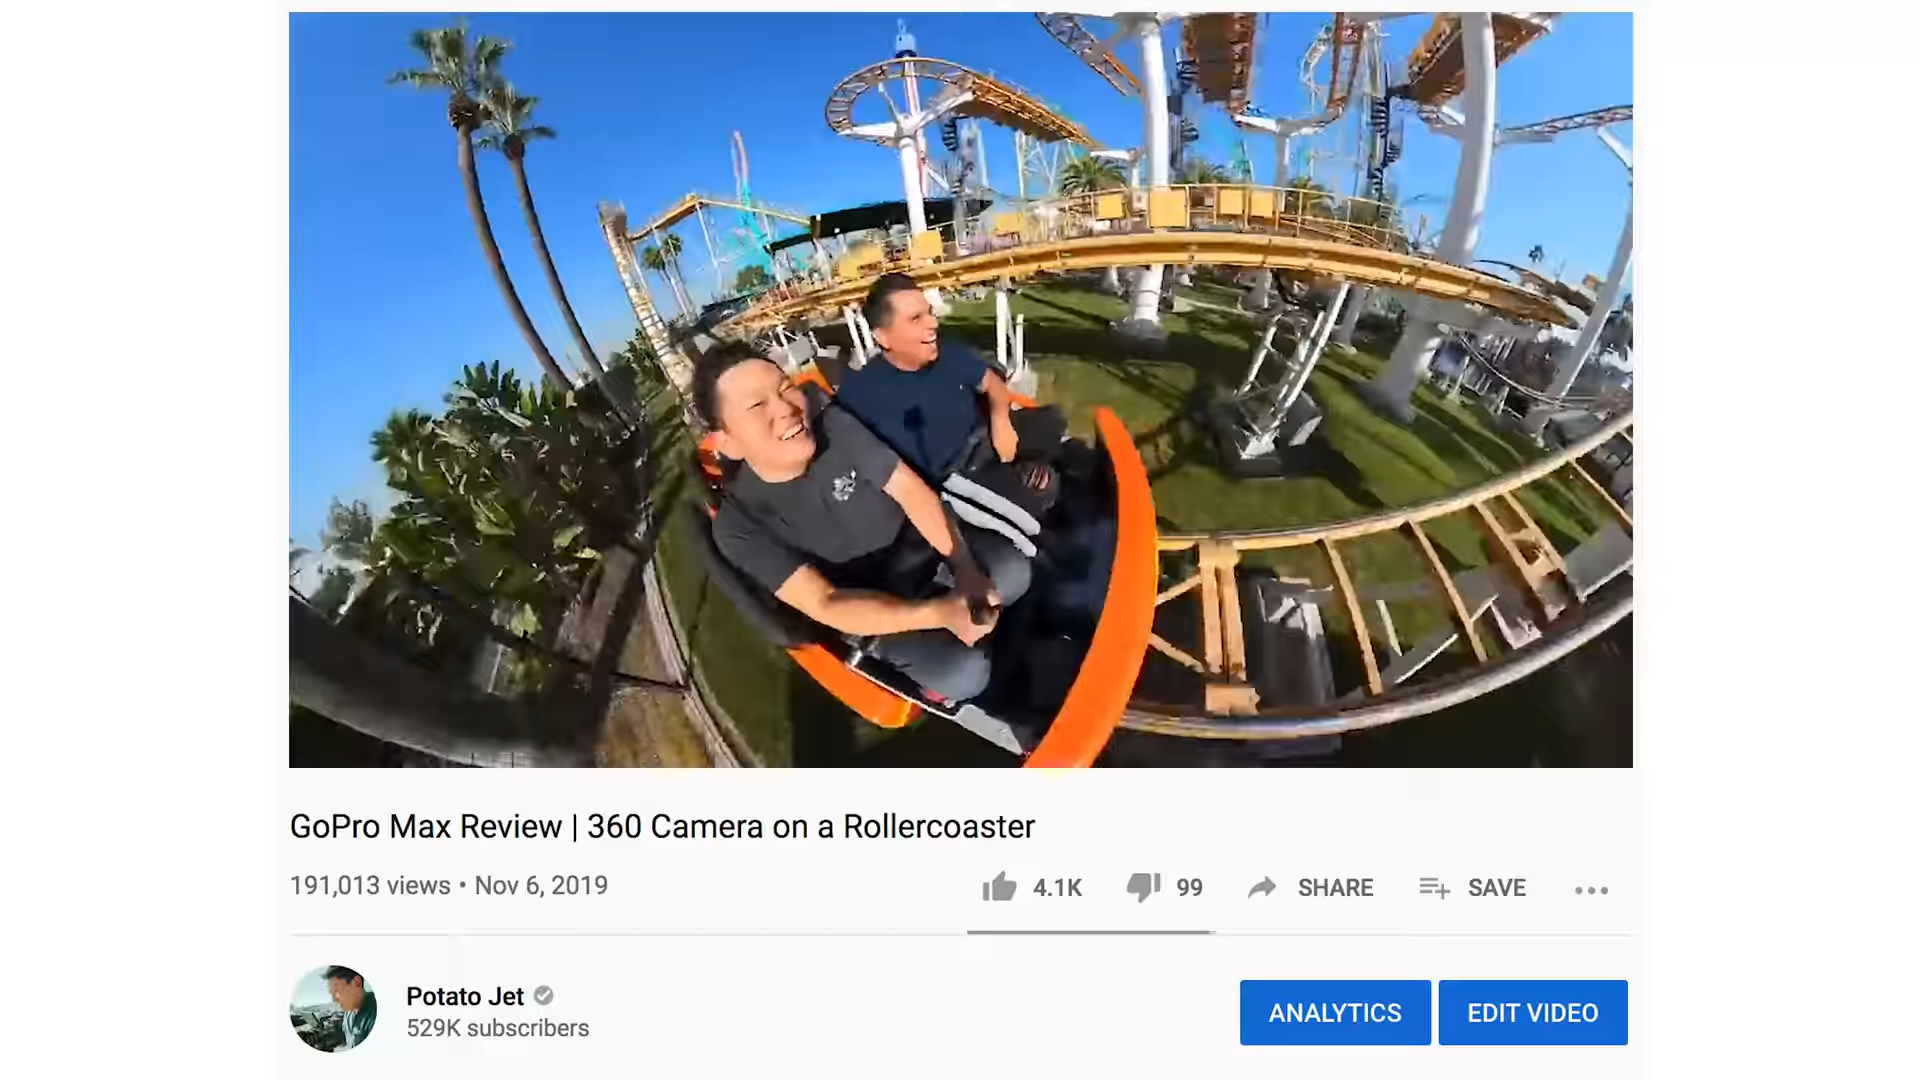 GoPro Max Review | 360 Camera on a Rollercoaster
191,013 views • Nov 6, 2019
4.1K 99 SHARE SAVE
Potato Jet
529K subscribers
ANALYTICS EDIT VIDEO